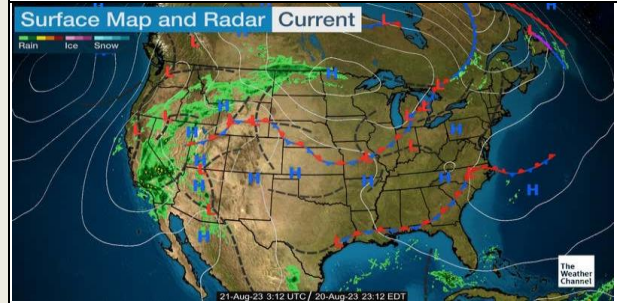 Surface Map and Radar Current
Rain Ice Snow
L
H
L
H
L
L
H
L
H
L
L
H
L
L
H
L
L
H
L
L
H
H
H
H
H
H
L
L
H
H
L
The
Weather
Channel
21-Aug-23 3:12 UTC / 20-Aug-23 23:12 EDT